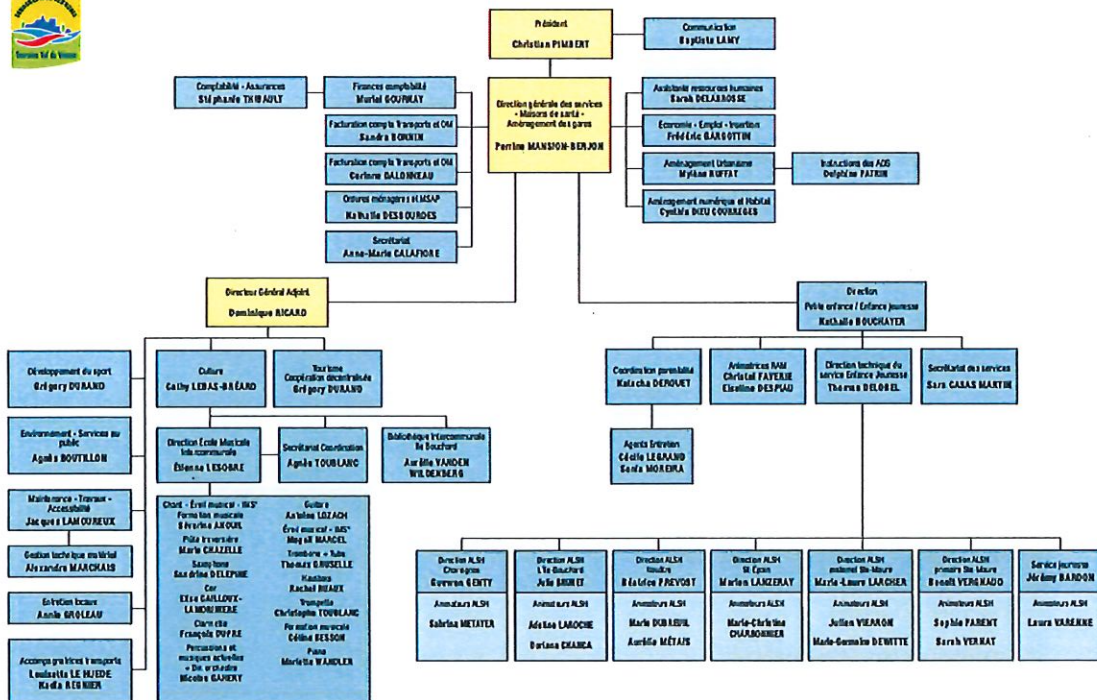 Touraine Val de Vienne
Président
Christian PIMBERT
Communication
Baptiste LAMY
Comptabilité - Assurances
Stéphanie THIBAULT
Finances comptabilité
Muriel GOURNAY
Direction générale des services
- Maisons de santé -
Aménagement des gares
Perrine MANSION-BERJON
Assistante ressources humaines
Sarah DELABROSSE
Facturation compta Transports et OM
Sandra BONNIN
Économie - Emploi - Insertion
Frédéric GARGOTTIN
Facturation compta Transports et OM
Corinne DALONNEAU
Aménagement Urbanisme
Mylène RUFFAT
Instructions des ADS
Delphine PATRIN
Ordures ménagères et MSAP
Nathalie DESBOURDES
Aménagement numérique et Habitat
Cynthia DIEU COURREGES
Secrétariat
Anne-Marie CALAFIORE
Directeur Général Adjoint
Dominique RICARD
Direction
Petite enfance / Enfance jeunesse
Nathalie BOUCHAYER
Développement du sport
Grégory DURAND
Culture
Cathy LEBAS-BRÉARD
Tourisme
Coopération décentralisée
Grégory DURAND
Coordination parentalité
Natacha DEROUET
Animatrices RAM
Christel FAVERIE
Eiseline DESPIAU
Direction technique du
service Enfance Jeunesse
Thomas DELOREL
Secrétariat des services
Sara CASAS MARTIN
Environnement - Services au
public
Agnès BOUTILLON
Direction École Musicale
Intercommunale
Étienne LESOBRE
Secrétariat Coordination
Agnès TOUBLANC
Bibliothèque Intercommunale
Ile Bouchard
Aurélie VANDEN
WILDENBERG
Agents Entretien
Cécile LEGRAND
Sonia MOREIRA
Maintenance - Travaux -
Accessibilité
Jacques LAMOUREUX
Gestion technique matériel
Alexandre MARCHAIS
Entretien locaux
Annie GROLEAU
Accompagnatrices transports
Louisette LE HUEDE
Nadia REGNIER
Chant - Éveil musical - IMS*
Formation musicale
Séverine ANOUIL
Flûte traversière
Marie CHAZELLE
Saxophone
Sandrine DELEPINE
Cor
Elise CAILLOUX-
LAMORINIERE
Clarinette
François DUPRE
Percussions et
musiques actuelles
+ Dir. orchestre
Nicolas GAHERY
Guitare
Antoine LOZACH
Éveil musical - IMS*
Magali MARCEL
Trombone + Tuba
Thomas GRUSELLE
Hautbois
Rachel RUAUX
Trompette
Christophe TOUBLANC
Formation musicale
Céline BESSON
Piano
Mariette WANDLER
Direction ALSH
Gwenwen GENTY
Animateurs ALSH
Sabrina METAYER
Direction ALSH
L'Ile Bouchard
Julie BRUNET
Animateurs ALSH
Adeline LAROCHE
Doriane CHANCA
Direction ALSH
Béatrice PREVOST
Animateurs ALSH
Marie DUBREUIL
Aurélie MÉTAIS
Direction ALSH
St Épain
Marion LANZERAY
Animateurs ALSH
Marie-Christine
CHARBONNIER
Direction ALSH
maternel Ste-Maure
Marie-Laure LARCHER
Animateurs ALSH
Julien VIERRON
Marie-Germaine DEWITTE
Direction ALSH
primaire Ste-Maure
Benoît VERGNAUD
Animateurs ALSH
Sophie PARENT
Sarah VERNAT
Service jeunesse
Jérémy BARDON
Animateurs ALSH
Laura VARENNE